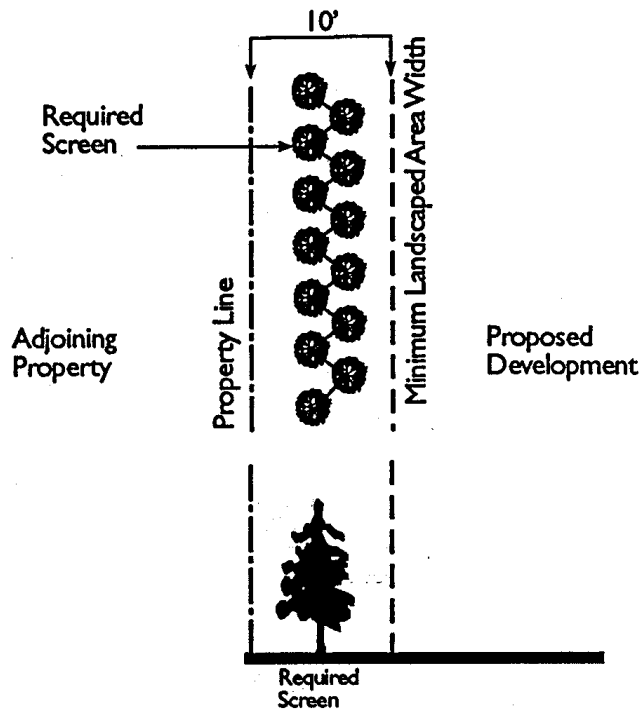 10'
Required
Screen
Minimum Landscaped Area Width
Property Line
Adjoining
Property
Proposed
Development
Required
Screen